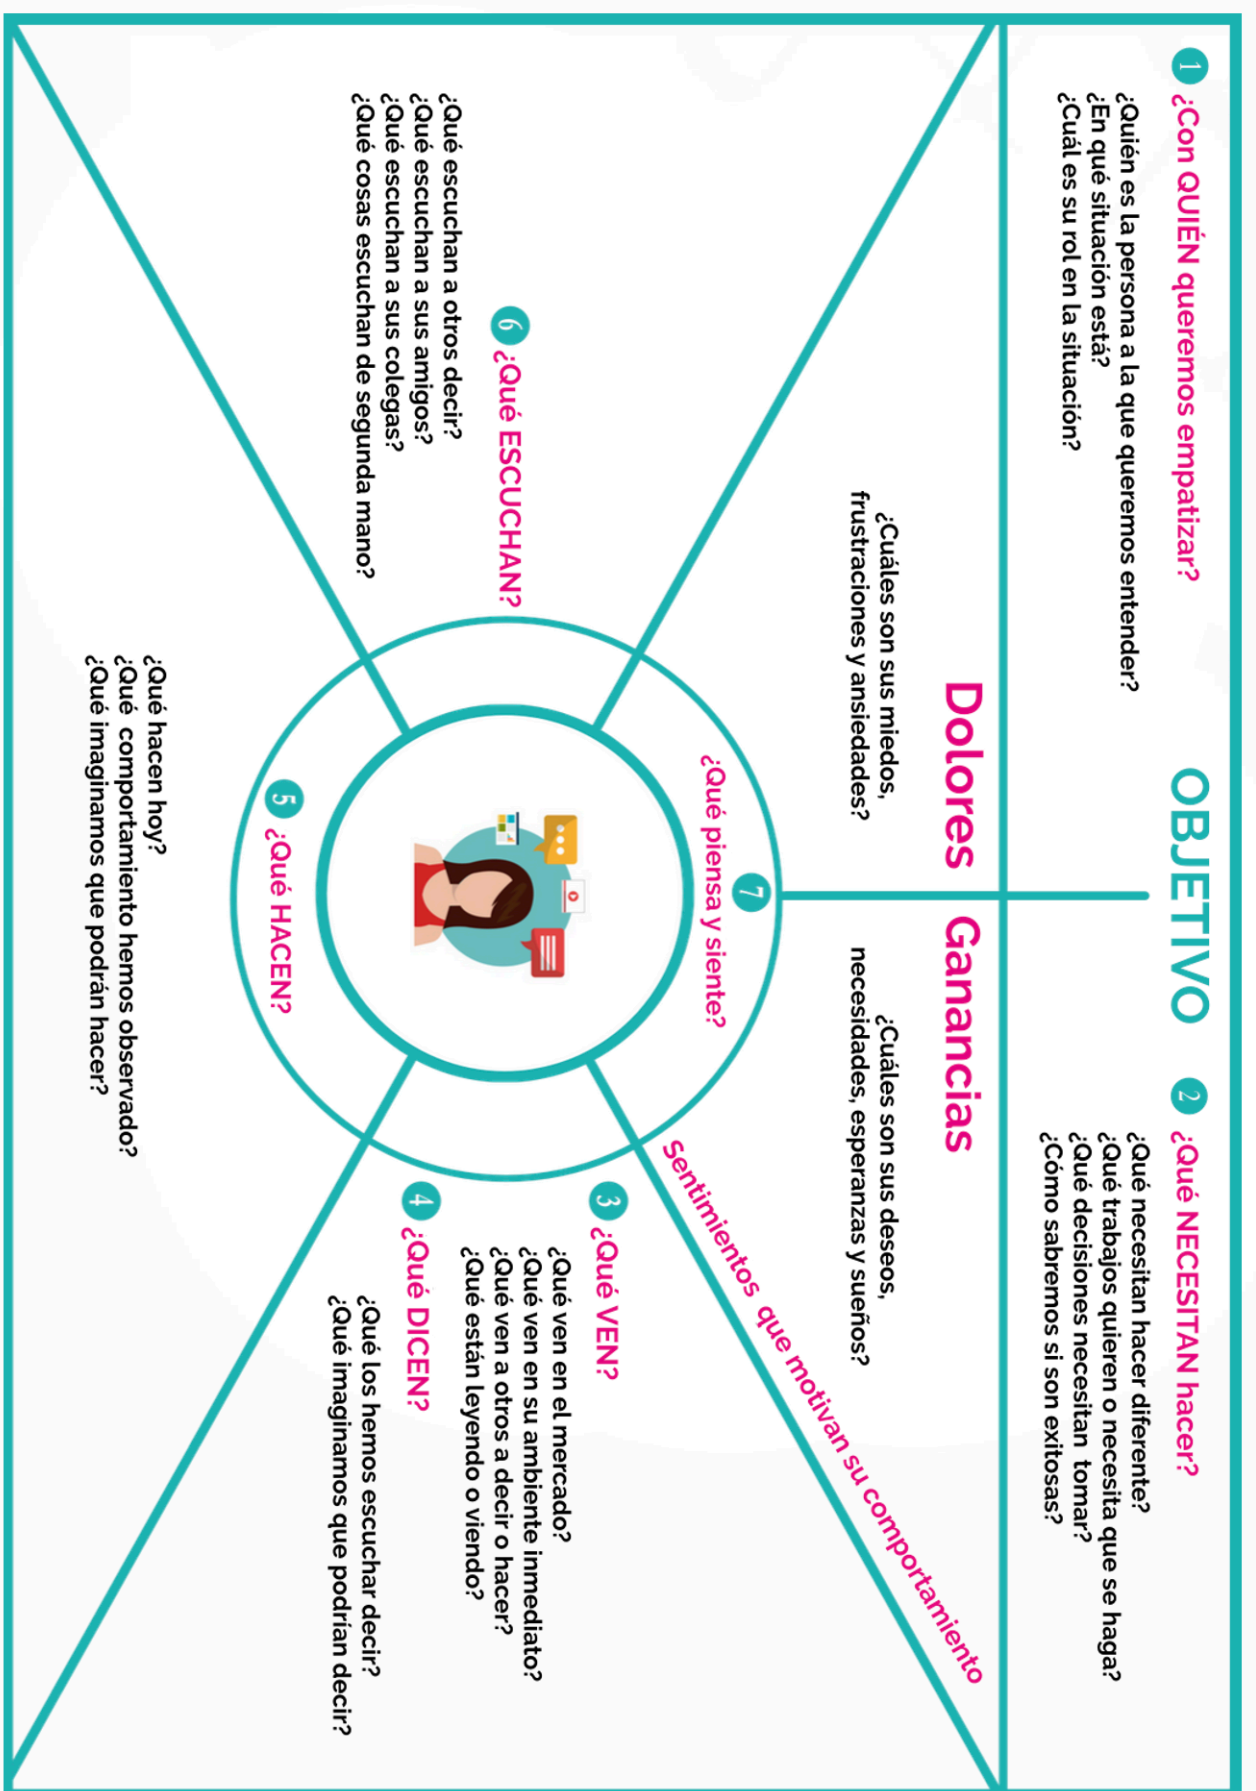 OBJETIVO
1 ¿Con QUIÉN queremos empatizar?
¿Quién es la persona a la que queremos entender?
¿En qué situación está?
¿Cuál es su rol en la situación?
2 ¿Qué NECESITAN hacer?
¿Qué necesitan hacer diferente?
¿Qué trabajos quieren o necesita que se haga?
¿Qué decisiones necesitan tomar?
¿Cómo sabremos si son exitosas?
Dolores
¿Cuáles son sus miedos,
frustraciones y ansiedades?
Ganancias
¿Cuáles son sus deseos,
necesidades, esperanzas y sueños?
7
¿Qué piensa y siente?
Sentimientos que motivan su comportamiento
3 ¿Qué VEN?
¿Qué ven en el mercado?
¿Qué ven en su ambiente inmediato?
¿Qué ven a otros a decir o hacer?
¿Qué están leyendo o viendo?
4 ¿Qué DICEN?
¿Qué los hemos escuchar decir?
¿Qué imaginamos que podrían decir?
5 ¿Qué HACEN?
¿Qué hacen hoy?
¿Qué comportamiento hemos observado?
¿Qué imaginamos que podrán hacer?
6 ¿Qué ESCUCHAN?
¿Qué escuchan a otros decir?
¿Qué escuchan a sus amigos?
¿Qué escuchan a sus colegas?
¿Qué cosas escuchan de segunda mano?